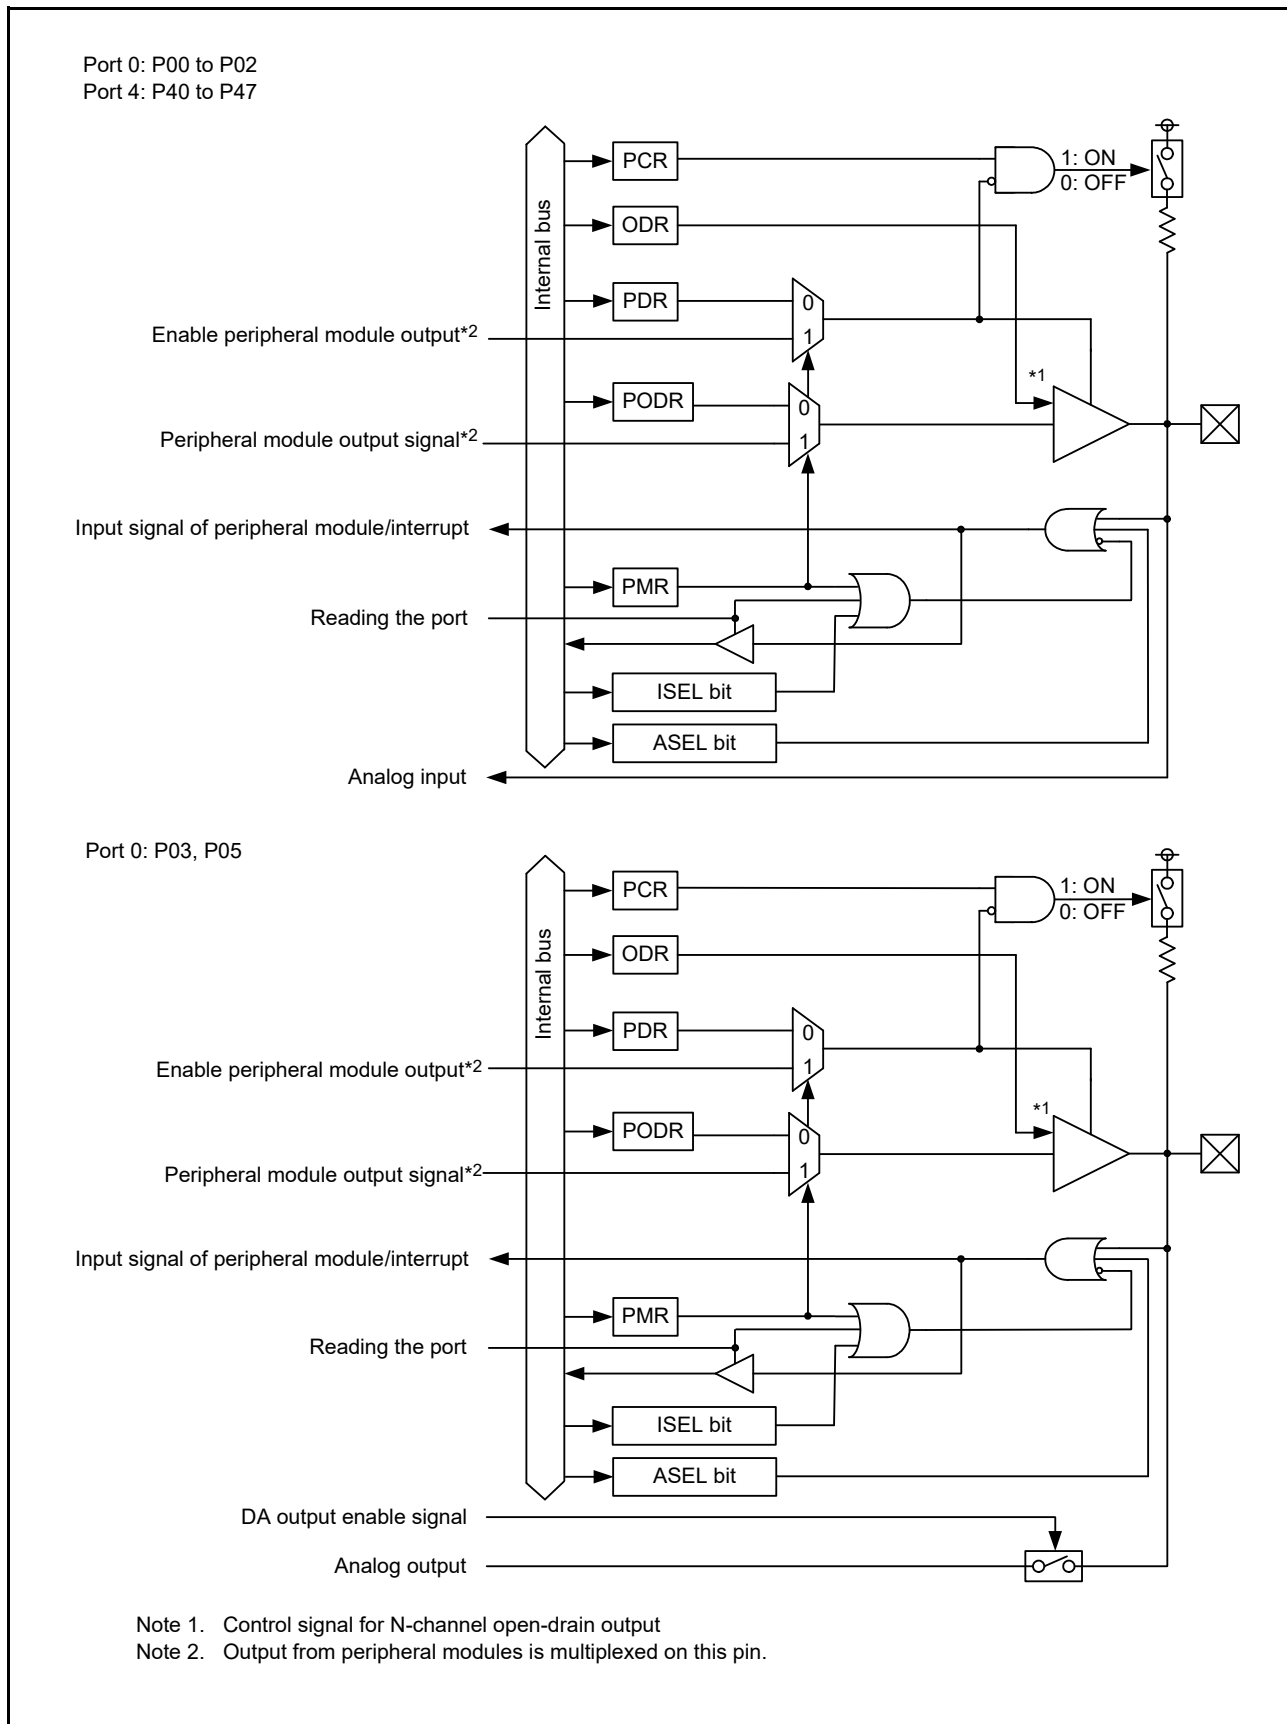 Port 0: P00 to P02
Port 4: P40 to P47
PCR
1: ON
0: OFF
ODR
Internal bus
PDR
0
Enable peripheral module output*2
1
*1
PODR
0
Peripheral module output signal*2
1
Input signal of peripheral module/interrupt
PMR
Reading the port
ISEL bit
ASEL bit
Analog input
Port 0: P03, P05
PCR
1: ON
0: OFF
ODR
Internal bus
PDR
0
Enable peripheral module output*2
1
*1
PODR
0
Peripheral module output signal*2
1
Input signal of peripheral module/interrupt
PMR
Reading the port
ISEL bit
ASEL bit
DA output enable signal
Analog output
Note 1. Control signal for N-channel open-drain output
Note 2. Output from peripheral modules is multiplexed on this pin.